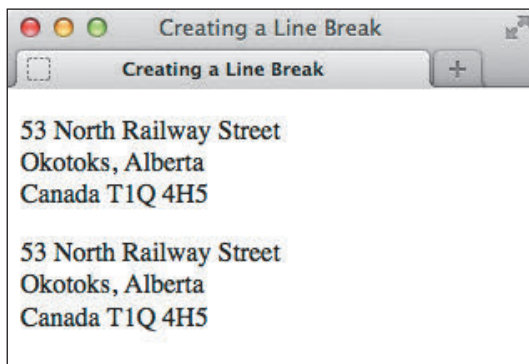 Creating a Line Break
Creating a Line Break
53 North Railway Street
Okotoks, Alberta
Canada T1Q 4H5
53 North Railway Street
Okotoks, Alberta
Canada T1Q 4H5